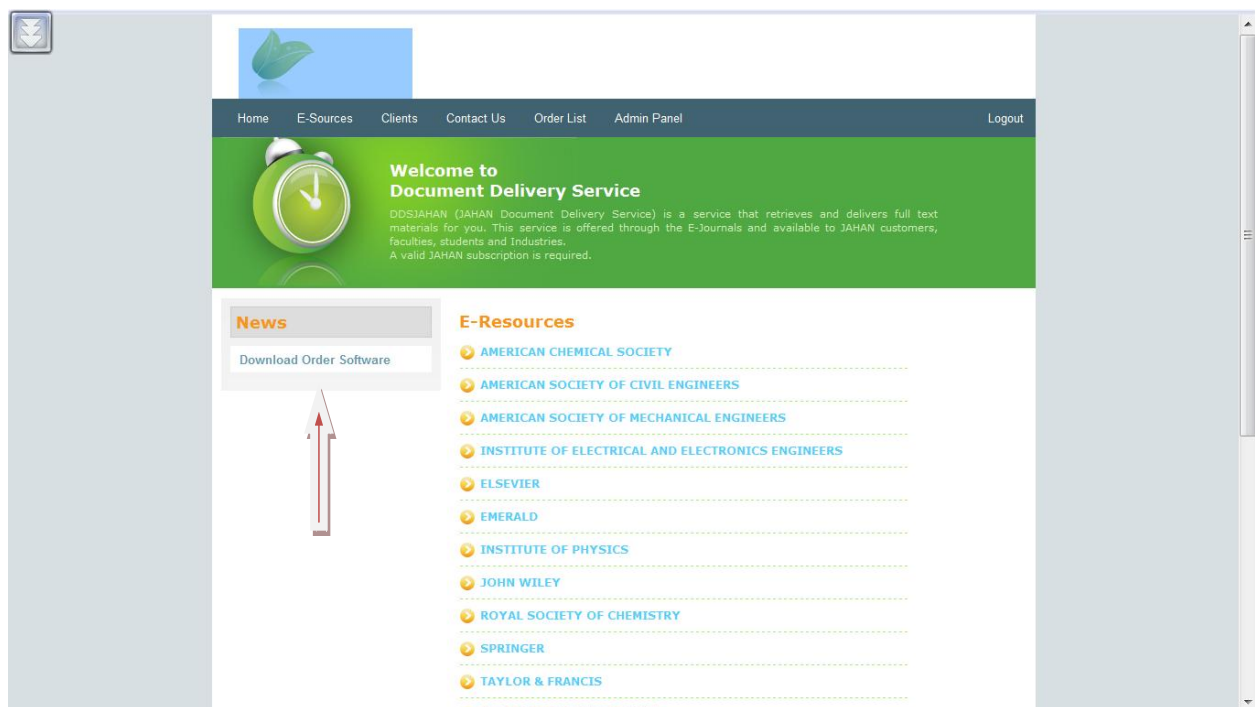 Home E-Sources Clients Contact Us Order List Admin Panel Logout
Welcome to
Document Delivery Service
DDSJAHAN (JAHAN Document Delivery Service) is a service that retrieves and delivers full text
materials for you. This service is offered through the E-Journals and available to JAHAN customers,
faculties, students and Industries.
A valid JAHAN subscription is required.
News
Download Order Software
E-Resources
AMERICAN CHEMICAL SOCIETY
AMERICAN SOCIETY OF CIVIL ENGINEERS
AMERICAN SOCIETY OF MECHANICAL ENGINEERS
INSTITUTE OF ELECTRICAL AND ELECTRONICS ENGINEERS
ELSEVIER
EMERALD
INSTITUTE OF PHYSICS
JOHN WILEY
ROYAL SOCIETY OF CHEMISTRY
SPRINGER
TAYLOR & FRANCIS